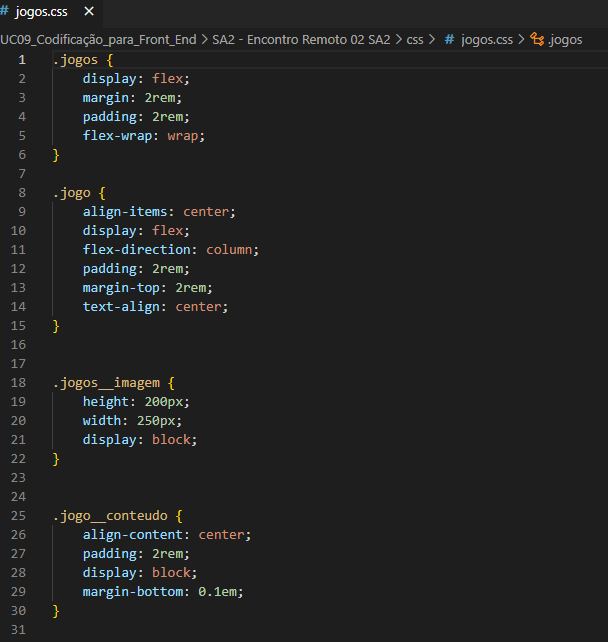 # jogos.css ×
UC09_Codificação_para_Front_End > SA2 - Encontro Remoto 02 SA2 > css > # jogos.css > .jogos
1 .jogos {
2 display: flex;
3 margin: 2rem;
4 padding: 2rem;
5 flex-wrap: wrap;
6 }
7
8 .jogo {
9 align-items: center;
10 display: flex;
11 flex-direction: column;
12 padding: 2rem;
13 margin-top: 2rem;
14 text-align: center;
15 }
16
17
18 .jogos__imagem {
19 height: 200px;
20 width: 250px;
21 display: block;
22 }
23
24
25 .jogo__conteudo {
26 align-content: center;
27 padding: 2rem;
28 display: block;
29 margin-bottom: 0.1em;
30 }
31